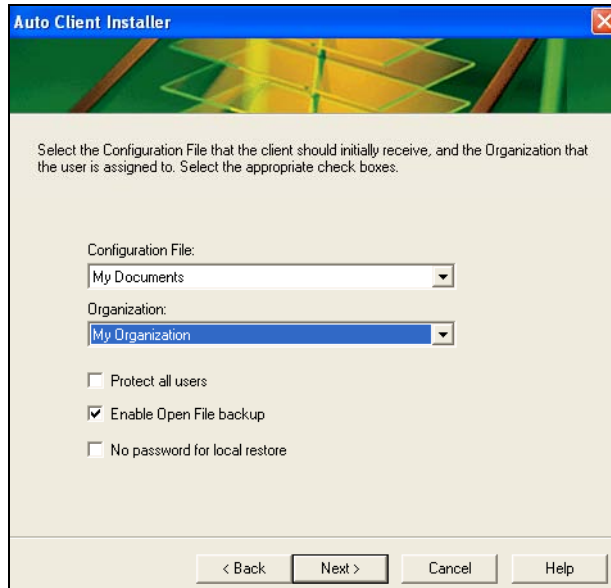 Auto Client Installer
Select the Configuration File that the client should initially receive, and the Organization that
the user is assigned to. Select the appropriate check boxes.
Configuration File:
My Documents
Organization:
My Organization
Protect all users
Enable Open File backup
No password for local restore
< Back
Next >
Cancel
Help